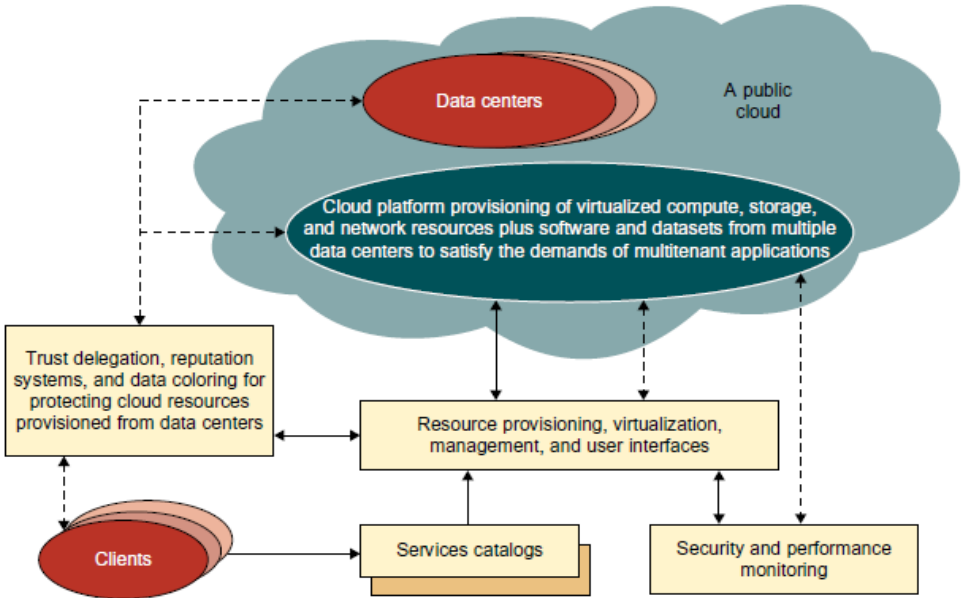 Data centers
A public
cloud
Cloud platform provisioning of virtualized compute, storage,
and network resources plus software and datasets from multiple
data centers to satisfy the demands of multitenant applications
Trust delegation, reputation
systems, and data coloring for
protecting cloud resources
provisioned from data centers
Resource provisioning, virtualization,
management, and user interfaces
Clients
Services catalogs
Security and performance
monitoring